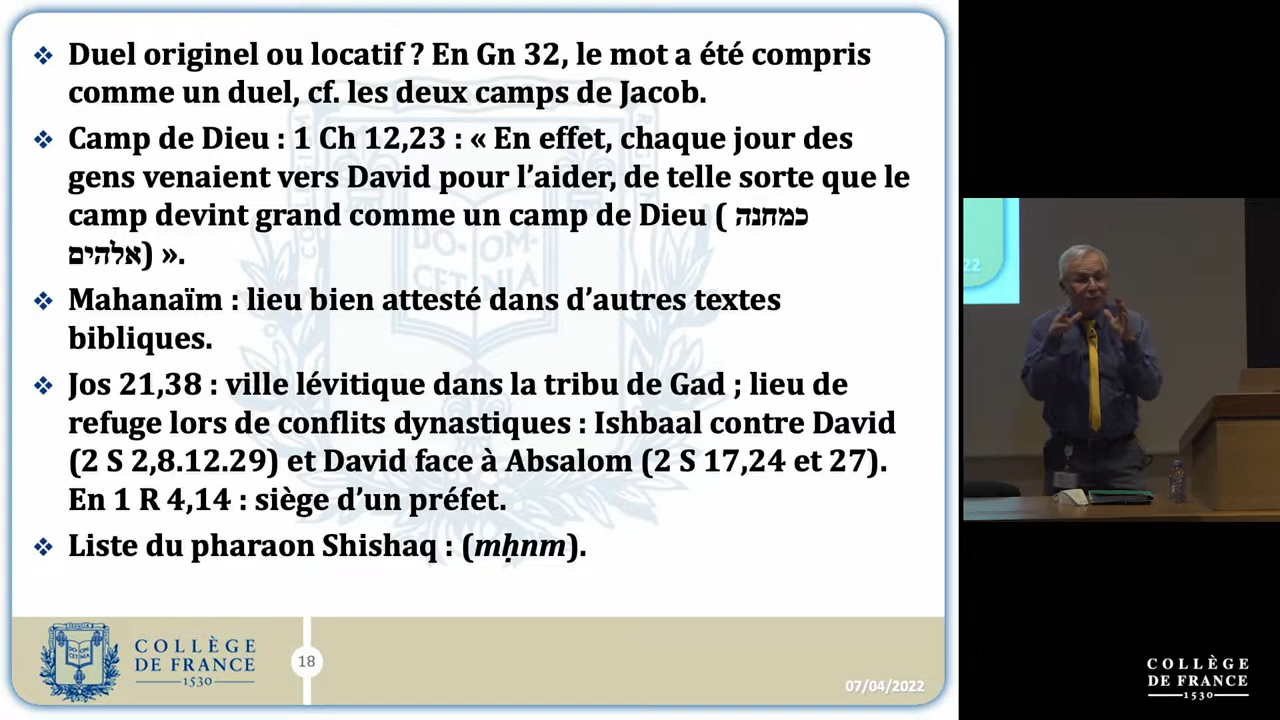 ❖ Duel originel ou locatif ? En Gn 32, le mot a été compris
comme un duel, cf. les deux camps de Jacob.
❖ Camp de Dieu : 1 Ch 12,23 : « En effet, chaque jour des
gens venaient vers David pour l’aider, de telle sorte que le
camp devint grand comme un camp de Dieu ( כמחנה
אלהים) ».
❖ Mahanaïm : lieu bien attesté dans d’autres textes
bibliques.
❖ Jos 21,38 : ville lévitique dans la tribu de Gad ; lieu de
refuge lors de conflits dynastiques : Ishbaal contre David
(2 S 2,8.12.29) et David face à Absalom (2 S 17,24 et 27).
En 1 R 4,14 : siège d’un préfet.
❖ Liste du pharaon Shishaq : (mḥnm).
COLLÈGE
DE FRANCE
1530
18
07/04/2022
22
COLLÈGE
DE FRANCE
1530